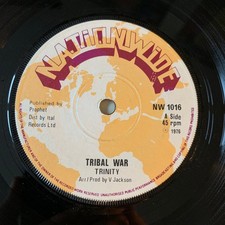 NATIONWIDE
Published by
Prophet
Dist by Ital
Records Ltd
NW 1016
A Side
45 rpm
1976
TRIBAL WAR
TRINITY
Arr/Prod by V Jackson